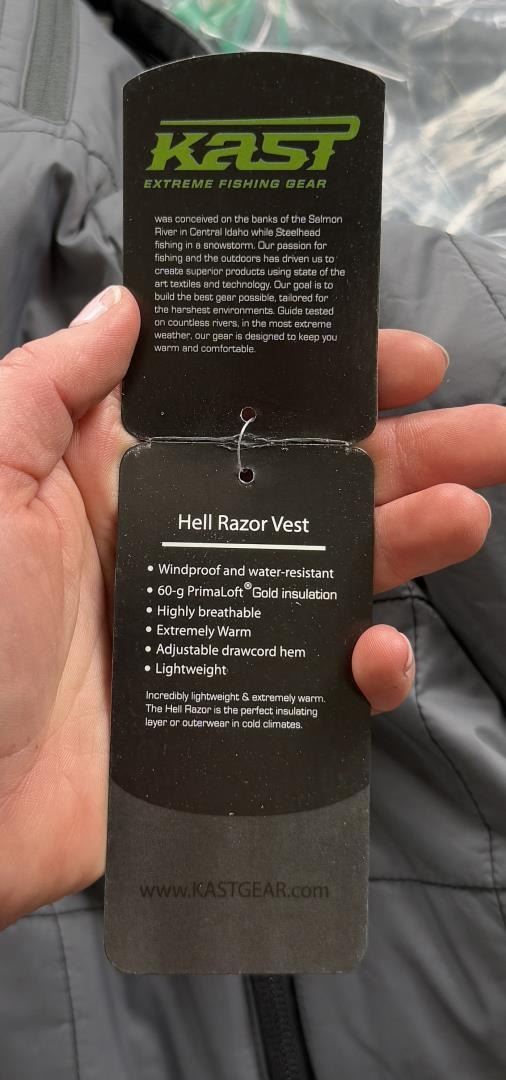 KAST
EXTREME FISHING GEAR
was conceived on the banks of the Salmon
River in Central Idaho while Steelhead
fishing in a snowstorm. Our passion for
fishing and the outdoors has driven us to
create superior products using state of the
art textiles and technology. Our goal is to
build the best gear possible, tailored for
the harshest environments. Guide tested
on countless rivers, in the most extreme
weather, our gear is designed to keep you
warm and comfortable.
Hell Razor Vest
• Windproof and water-resistant
• 60-g PrimaLoft® Gold insulation
• Highly breathable
• Extremely Warm
• Adjustable drawcord hem
• Lightweight
Incredibly lightweight & extremely warm.
The Hell Razor is the perfect insulating
layer or outerwear in cold climates.
www.KASTGEAR.com